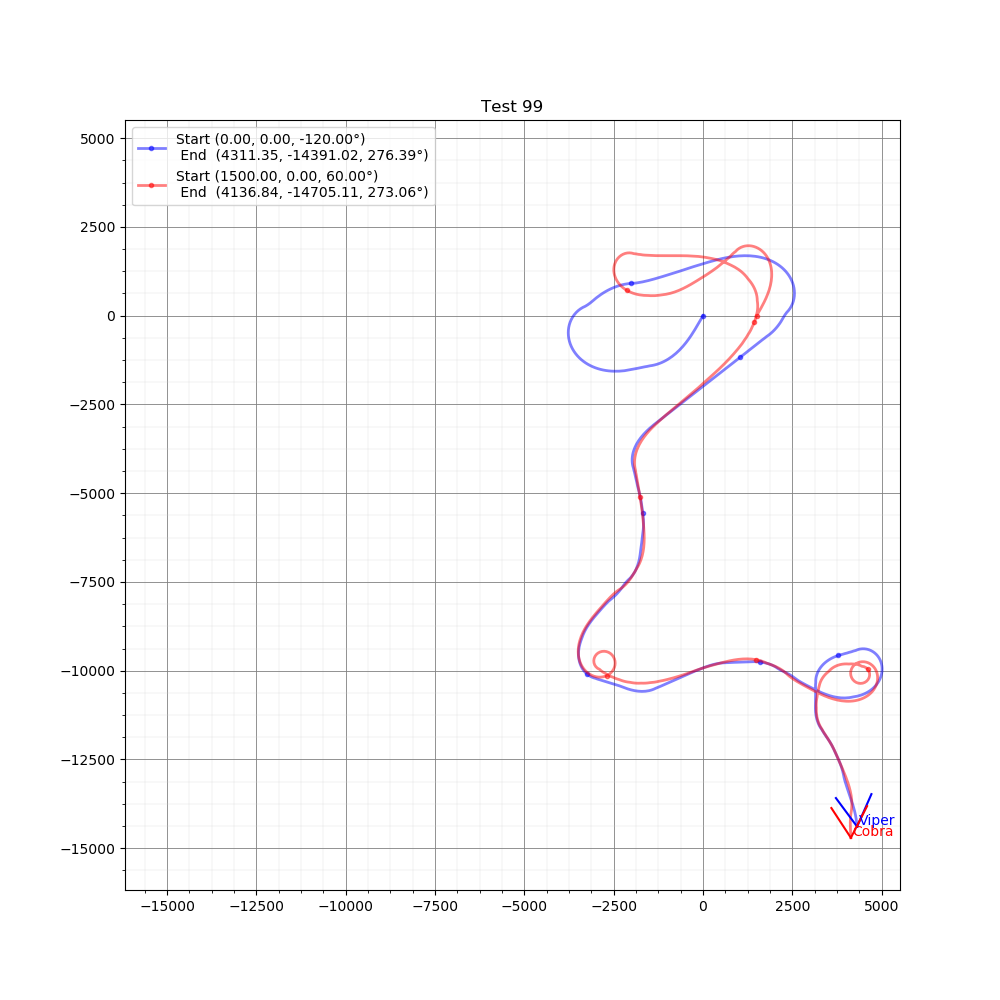 Test 99
Start (0.00, 0.00, -120.00°)
End  (4311.35, -14391.02, 276.39°)
Start (1500.00, 0.00, 60.00°)
End  (4136.84, -14705.11, 273.06°)
5000
2500
0
−2500
−5000
−7500
−10000
−12500
−15000
Viper
Cobra
−15000 −12500 −10000 −7500 −5000 −2500 0 2500 5000